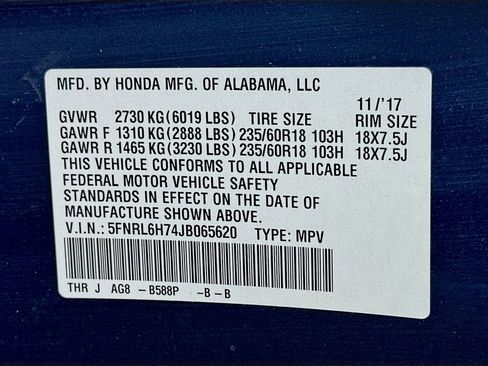 MFD. BY HONDA MFG. OF ALABAMA, LLC
11/'17
GVWR 2730 KG(6019 LBS) TIRE SIZE RIM SIZE
GAWR F 1310 KG(2888 LBS) 235/60R18 103H 18X7.5J
GAWR R 1465 KG(3230 LBS) 235/60R18 103H 18X7.5J
THIS VEHICLE CONFORMS TO ALL APPLICABLE
FEDERAL MOTOR VEHICLE SAFETY
STANDARDS IN EFFECT ON THE DATE OF
MANUFACTURE SHOWN ABOVE.
V.I.N.: 5FNRL6H74JB065620 TYPE: MPV
THR J AG8 -B588P -B-B